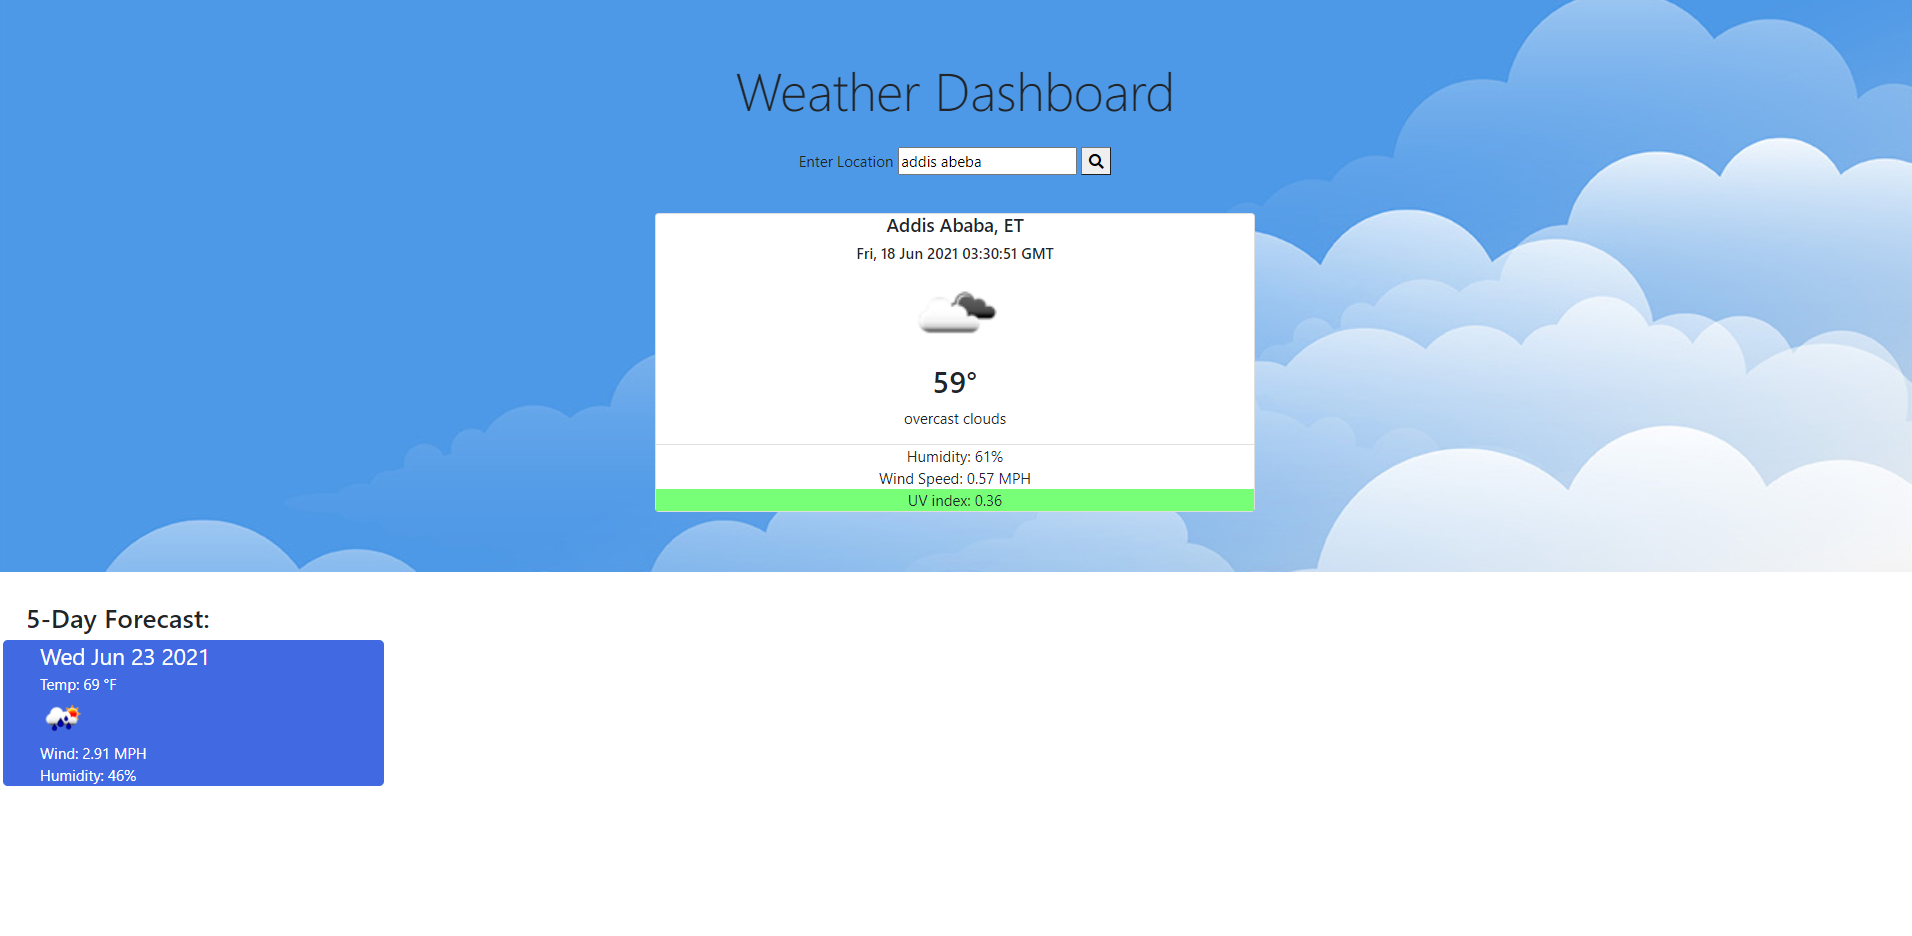 Weather Dashboard
Enter Location addis abeba
Addis Ababa, ET
Fri, 18 Jun 2021 03:30:51 GMT
59°
overcast clouds
Humidity: 61%
Wind Speed: 0.57 MPH
UV index: 0.36
5-Day Forecast:
Wed Jun 23 2021
Temp: 69 °F
Wind: 2.91 MPH
Humidity: 46%